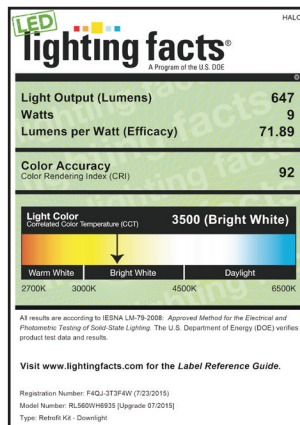 HALO
LED
lighting facts®
A Program of the U.S. DOE
Light Output (Lumens) 647
Watts 9
Lumens per Watt (Efficacy) 71.89
Color Accuracy
Color Rendering Index (CRI) 92
Light Color
Correlated Color Temperature (CCT) 3500 (Bright White)
Warm White Bright White Daylight
2700K 3000K 4500K 6500K
All results are according to IESNA LM-79-2008: Approved Method for the Electrical and
Photometric Testing of Solid-State Lighting. The U.S. Department of Energy (DOE) verifies
product test data and results.
Visit www.lightingfacts.com for the Label Reference Guide.
Registration Number: F4QJ-3T3F4W (7/23/2015)
Model Number: RL560WH6935 [Upgrade 07/2015]
Type: Retrofit Kit - Downlight